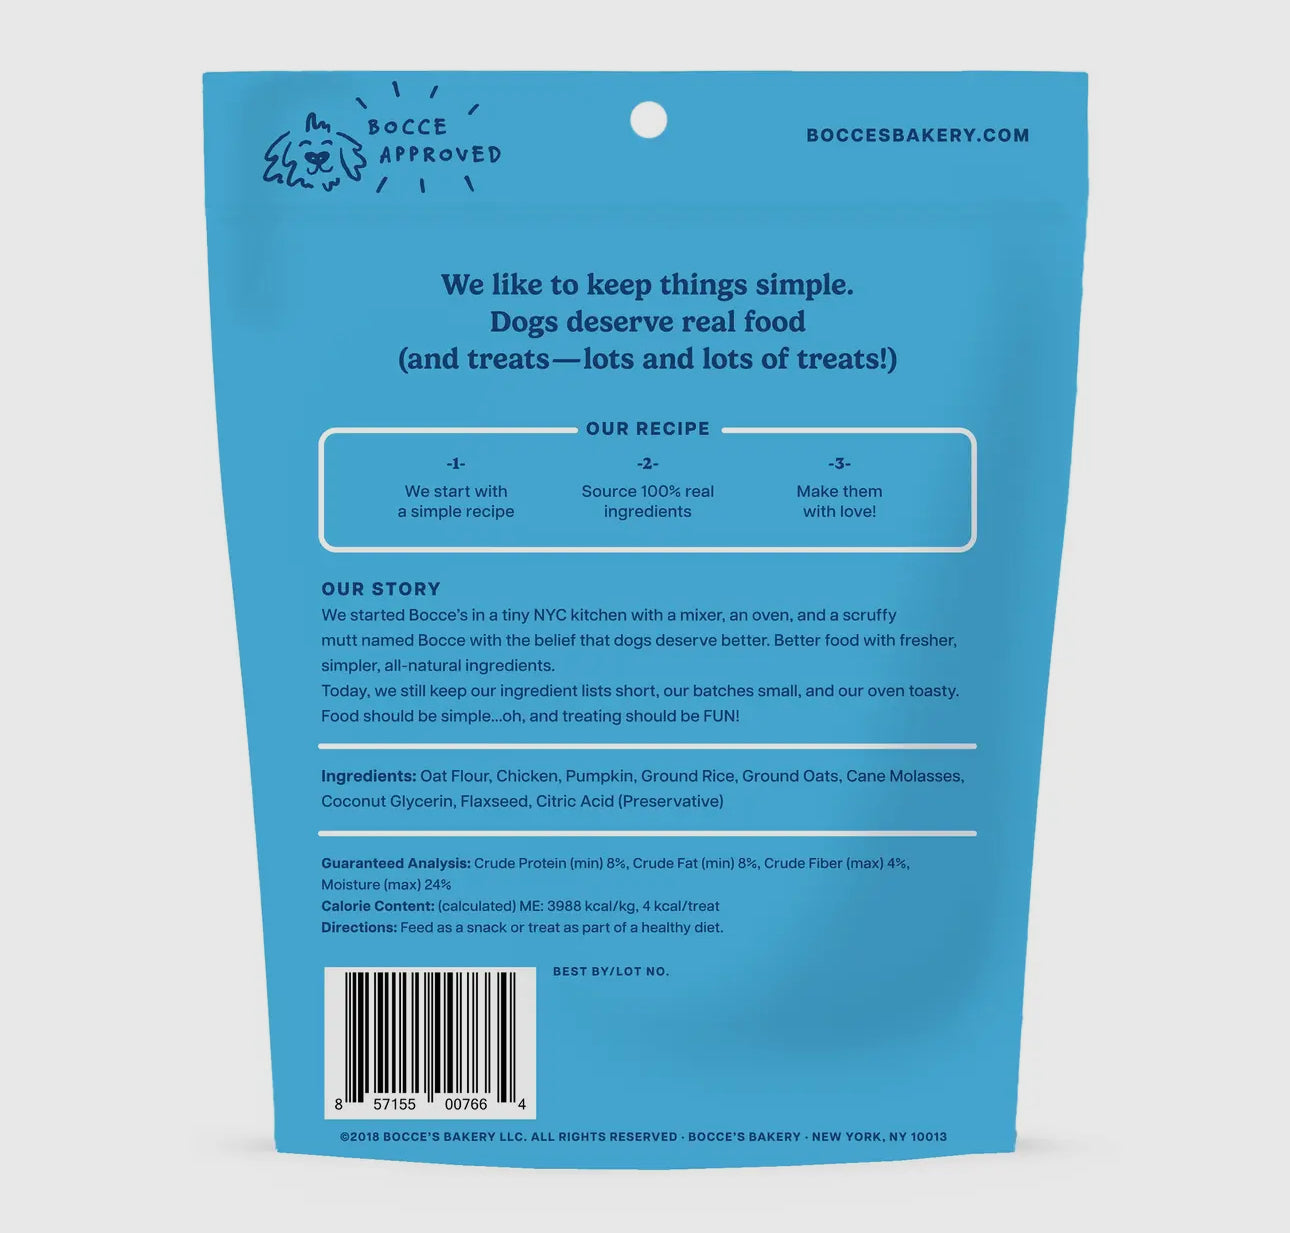 BOCCE
APPROVED
BOCCESBAKERY.COM
We like to keep things simple.
Dogs deserve real food
(and treats—lots and lots of treats!)
OUR RECIPE
-1-
We start with
a simple recipe
-2-
Source 100% real
ingredients
-3-
Make them
with love!
OUR STORY
We started Bocce's in a tiny NYC kitchen with a mixer, an oven, and a scruffy
mutt named Bocce with the belief that dogs deserve better. Better food with fresher,
simpler, all-natural ingredients.
Today, we still keep our ingredient lists short, our batches small, and our oven toasty.
Food should be simple...oh, and treating should be FUN!
Ingredients: Oat Flour, Chicken, Pumpkin, Ground Rice, Ground Oats, Cane Molasses,
Coconut Glycerin, Flaxseed, Citric Acid (Preservative)
Guaranteed Analysis: Crude Protein (min) 8%, Crude Fat (min) 8%, Crude Fiber (max) 4%,
Moisture (max) 24%
Calorie Content: (calculated) ME: 3988 kcal/kg, 4 kcal/treat
Directions: Feed as a snack or treat as part of a healthy diet.
BEST BY/LOT NO.
8 57155 00766 4
©2018 BOCCE'S BAKERY LLC. ALL RIGHTS RESERVED · BOCCE'S BAKERY · NEW YORK, NY 10013